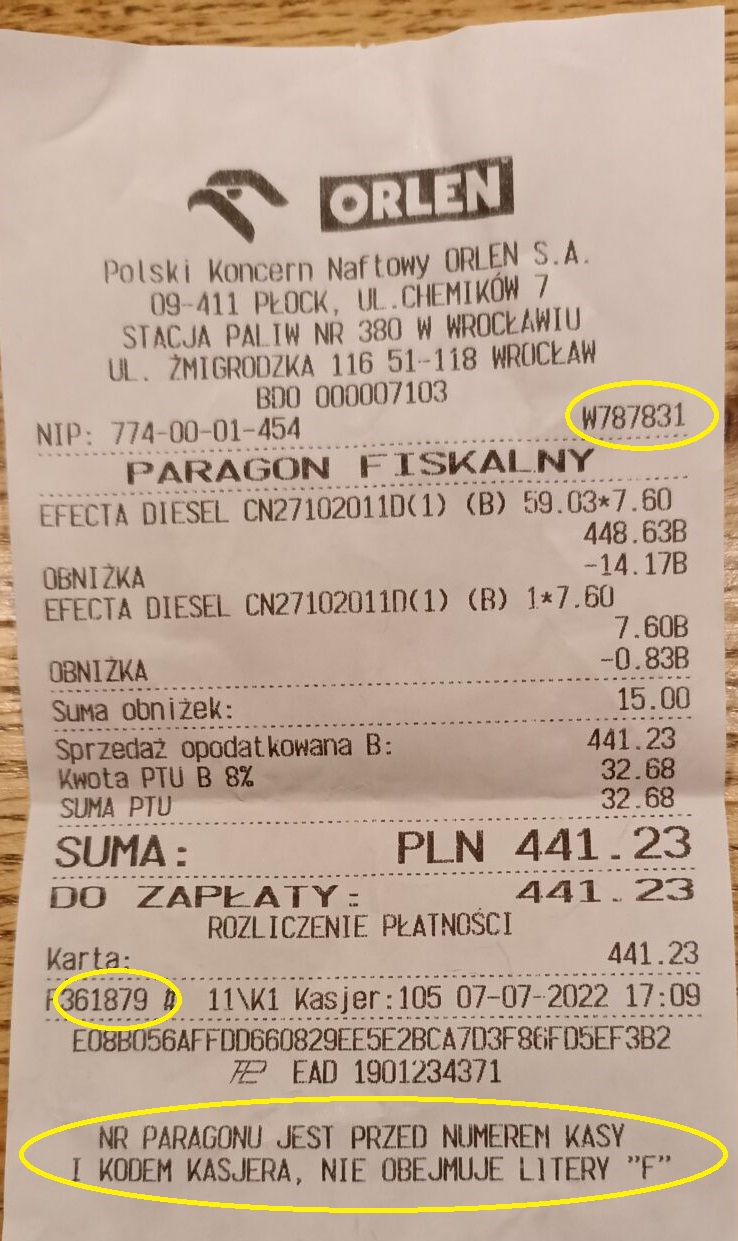 ORLEN
Polski Koncern Naftowy ORLEN S.A.
09-411 PŁOCK, UL.CHEMIKÓW 7
STACJA PALIW NR 380 W WROCŁAWIU
UL. ŻMIGRODZKA 116 51-118 WROCŁAW
BDO 000007103
NIP: 774-00-01-454 W787831
PARAGON FISKALNY
EFECTA DIESEL CN27102011D(1) (B) 59.03*7.60
448.63B
OBNIŻKA -14.17B
EFECTA DIESEL CN27102011D(1) (B) 1*7.60
7.60B
OBNIŻKA -0.83B
Suma obniżek: 15.00
Sprzedaż opodatkowana B: 441.23
Kwota PTU B 8% 32.68
SUMA PTU 32.68
SUMA: PLN 441.23
DO ZAPŁATY: 441.23
ROZLICZENIE PŁATNOŚCI
Karta: 441.23
F361879 # 11\K1 Kasjer:105 07-07-2022 17:09
E08B056AFFDD660829EE5E2BCA7D3F86FD5EF3B2
EAD 1901234371
NR PARAGONU JEST PRZED NUMEREM KASY
I KODEM KASJERA, NIE OBEJMUJE LITERY "F"